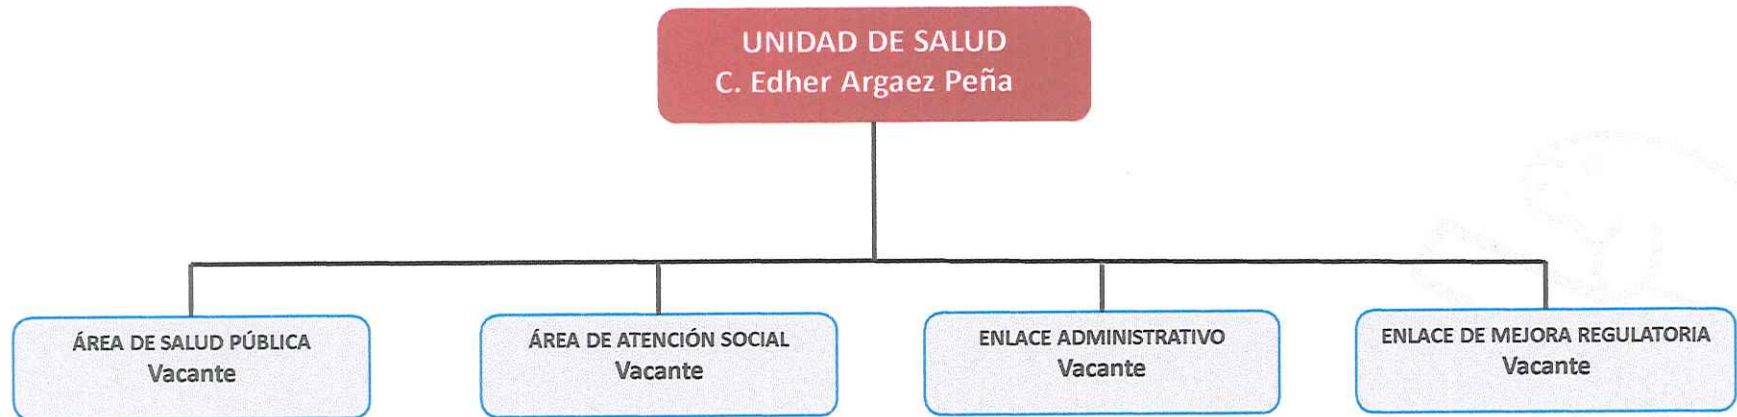 UNIDAD DE SALUD
C. Edher Argaez Peña
ÁREA DE SALUD PÚBLICA
Vacante
ÁREA DE ATENCIÓN SOCIAL
Vacante
ENLACE ADMINISTRATIVO
Vacante
ENLACE DE MEJORA REGULATORIA
Vacante